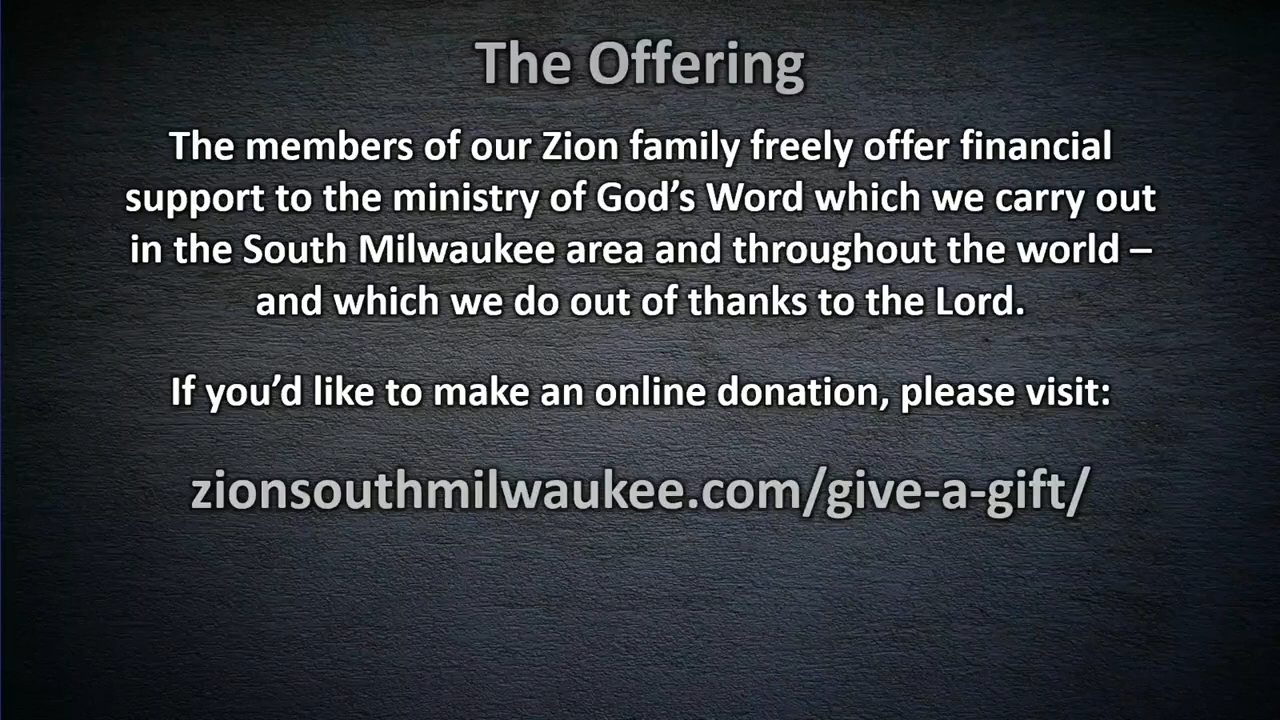 The Offering
The members of our Zion family freely offer financial
support to the ministry of God’s Word which we carry out
in the South Milwaukee area and throughout the world –
and which we do out of thanks to the Lord.
If you’d like to make an online donation, please visit:
zionsouthmilwaukee.com/give-a-gift/